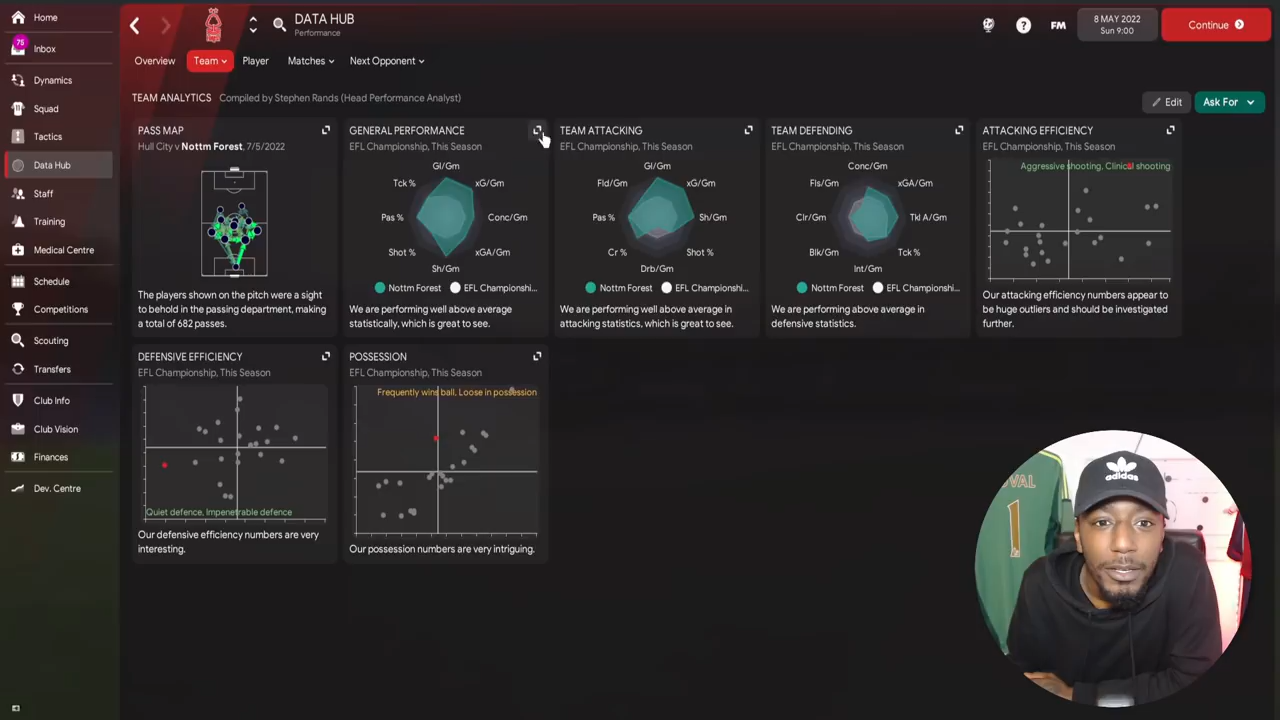 Home
75
Inbox
Dynamics
Squad
Tactics
Data Hub
Staff
Training
Medical Centre
Schedule
Competitions
Scouting
Transfers
Club Info
Club Vision
Finances
Dev. Centre
DATA HUB
Performance
?
FM
8 MAY 2022
Sun 9:00
Continue
Overview
Team
Player
Matches
Next Opponent
TEAM ANALYTICS Compiled by Stephen Rands (Head Performance Analyst)
Edit
Ask For
PASS MAP
Hull City v Nottm Forest, 7/5/2022
The players shown on the pitch were a sight
to behold in the passing department, making
a total of 682 passes.
GENERAL PERFORMANCE
EFL Championship, This Season
Gl/Gm
Tck %
xG/Gm
Pas %
Conc/Gm
Shot %
xGA/Gm
Sh/Gm
Nottm Forest
EFL Championshi...
We are performing well above average
statistically, which is great to see.
TEAM ATTACKING
EFL Championship, This Season
Gl/Gm
Fld/Gm
xG/Gm
Pas %
Sh/Gm
Cr %
Shot %
Drb/Gm
Nottm Forest
EFL Championshi...
We are performing well above average in
attacking statistics, which is great to see.
TEAM DEFENDING
EFL Championship, This Season
Conc/Gm
Fls/Gm
xGA/Gm
Clr/Gm
Tkl A/Gm
Blk/Gm
Tck %
Int/Gm
Nottm Forest
EFL Championshi...
We are performing above average in
defensive statistics.
ATTACKING EFFICIENCY
EFL Championship, This Season
Aggressive shooting, Clinical shooting
Our attacking efficiency numbers appear to
be huge outliers and should be investigated
further.
DEFENSIVE EFFICIENCY
EFL Championship, This Season
Quiet defence, Impenetrable defence
Our defensive efficiency numbers are very
interesting.
POSSESSION
EFL Championship, This Season
Frequently wins ball, Loose in possession
Our possession numbers are very intriguing.
adidas
1